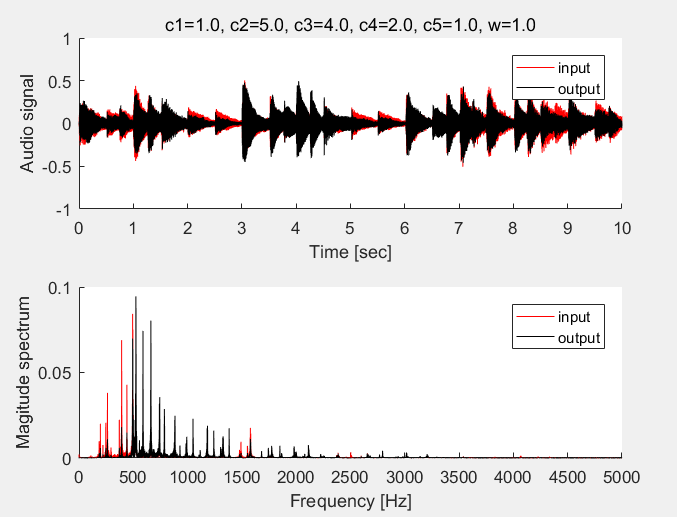 c1=1.0, c2=5.0, c3=4.0, c4=2.0, c5=1.0, w=1.0
1
0.5
0
-0.5
-1
Audio signal
input
output
0 1 2 3 4 5 6 7 8 9 10
Time [sec]
0.1
0.05
0
Magitude spectrum
input
output
0 500 1000 1500 2000 2500 3000 3500 4000 4500 5000
Frequency [Hz]